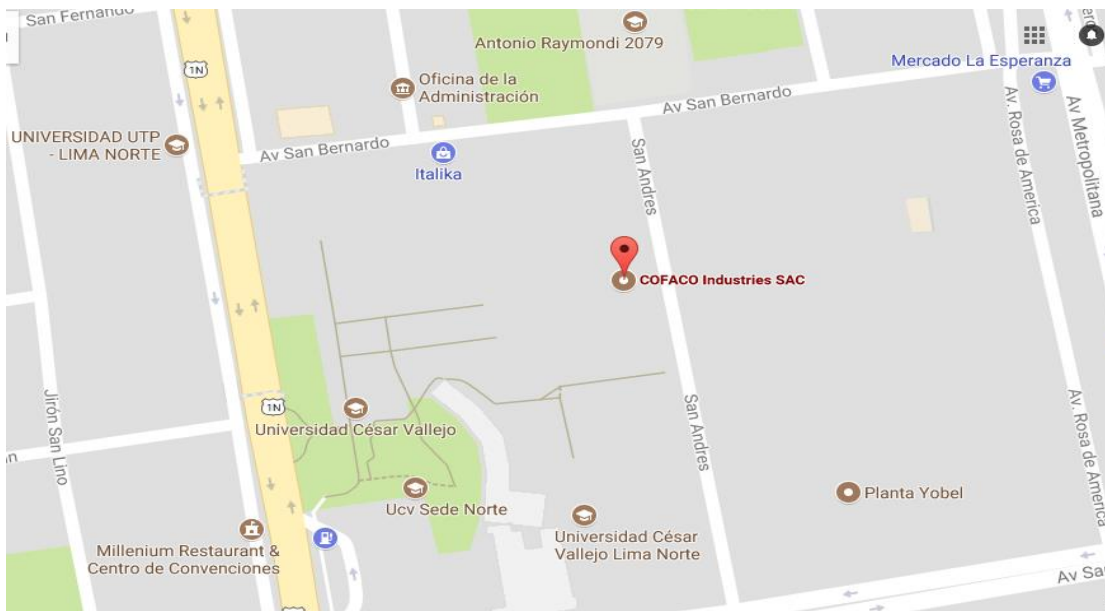 San Fernando
Antonio Raymondi 2079
Mercado La Esperanza
1N
Oficina de la
Administración
Av San Bernardo
UNIVERSIDAD UTP
- LIMA NORTE
Av San Bernardo
Italika
San Andres
Av. Rosa de America
Av Metropolitana
COFACO Industries SAC
Jirón San Lino
1N
Universidad César Vallejo
San Andres
Av. Rosa de America
Ucv Sede Norte
Planta Yobel
Millenium Restaurant &
Centro de Convenciones
Universidad César
Vallejo Lima Norte
Av Sa
1N